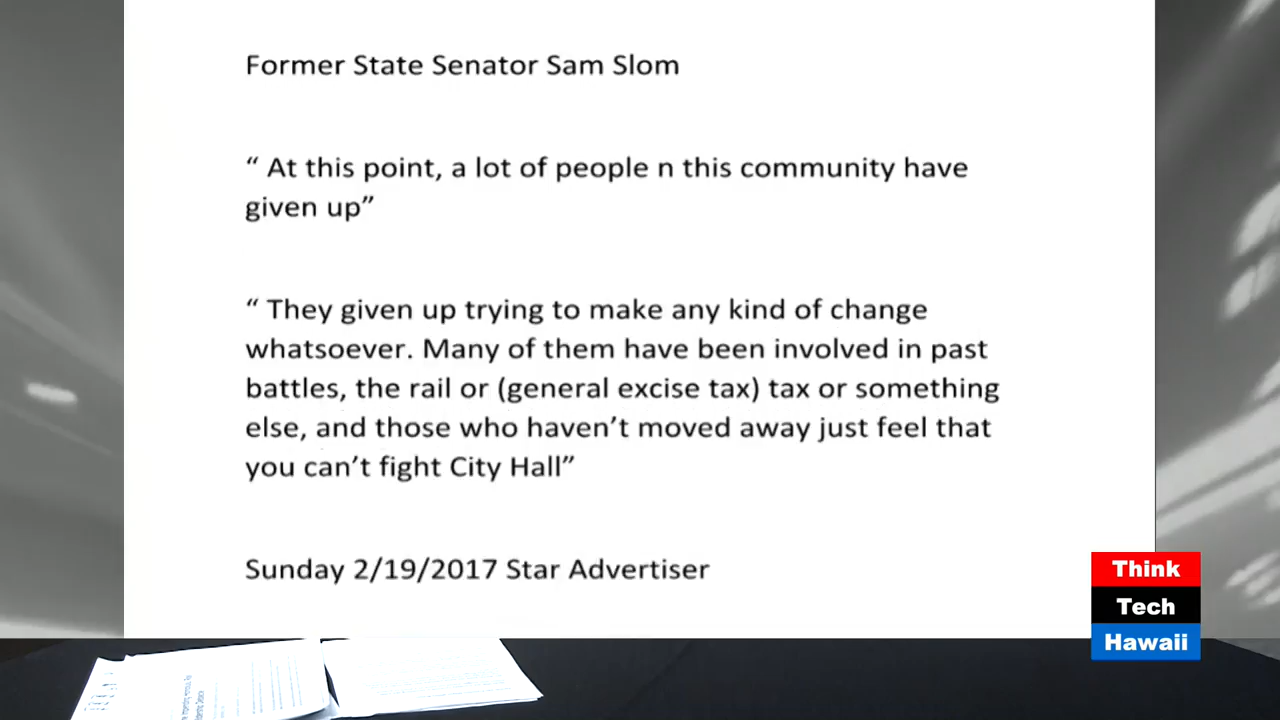 Former State Senator Sam Slom
“ At this point, a lot of people n this community have
given up”
“ They given up trying to make any kind of change
whatsoever. Many of them have been involved in past
battles, the rail or (general excise tax) tax or something
else, and those who haven’t moved away just feel that
you can’t fight City Hall”
Sunday 2/19/2017 Star Advertiser
Think
Tech
Hawaii